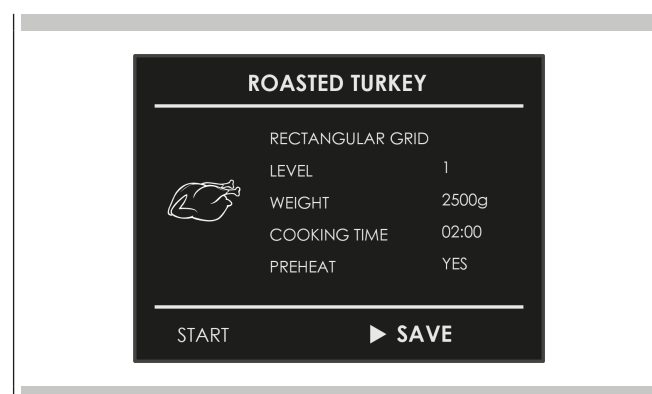 ROASTED TURKEY
RECTANGULAR GRID
LEVEL 1
WEIGHT 2500g
COOKING TIME 02:00
PREHEAT YES
START ▶ SAVE